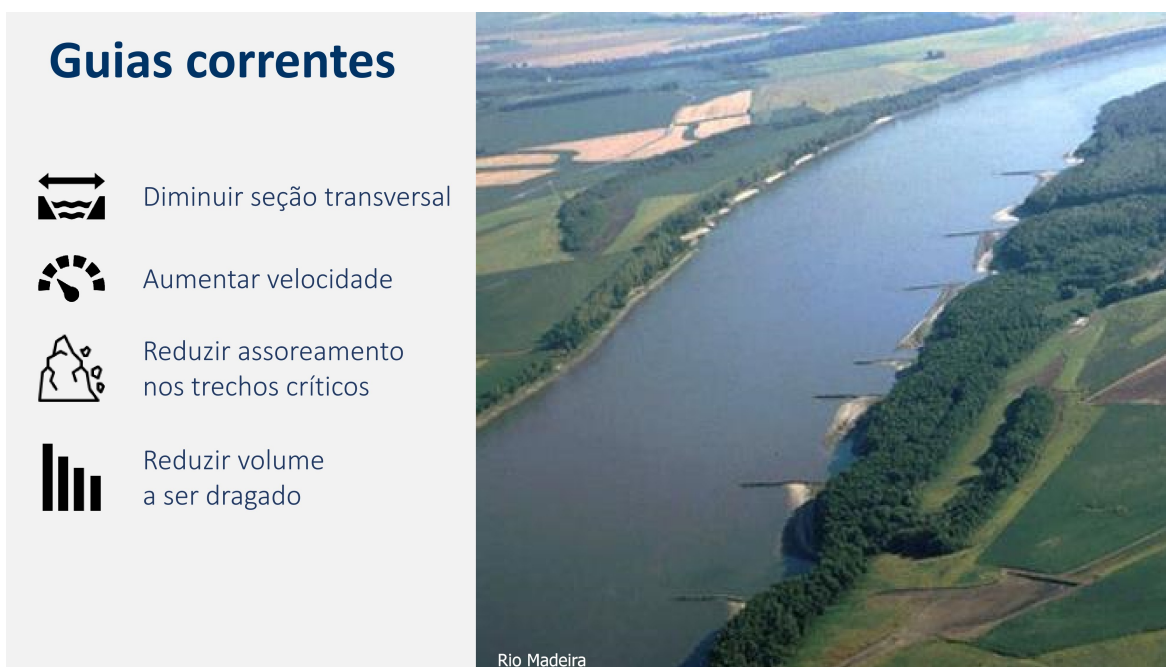 Guias correntes
Diminuir seção transversal
Aumentar velocidade
Reduzir assoreamento
nos trechos críticos
Reduzir volume
a ser dragado
Rio Madeira